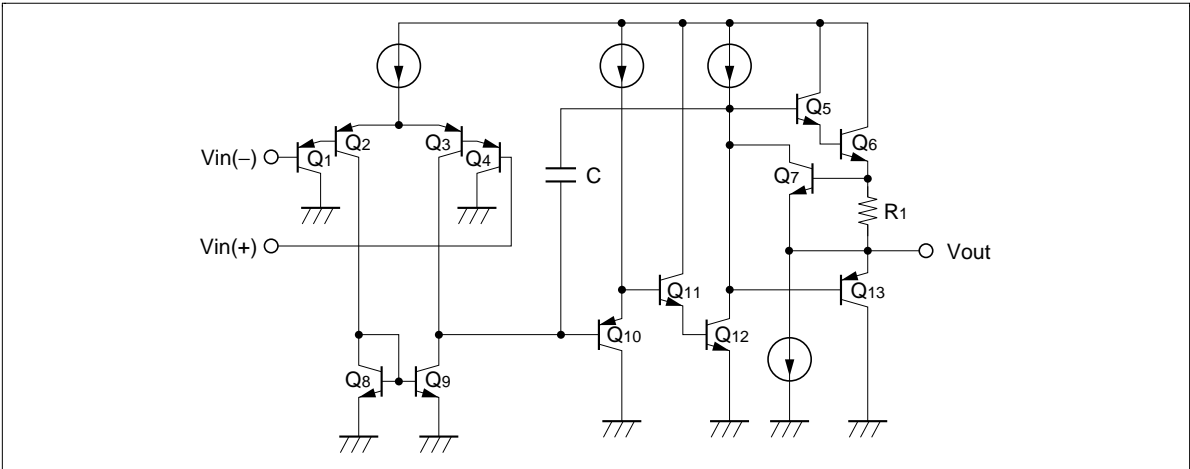 Q5
Q6
Vin(−)
Q1
Q2
Q3
Q4
C
Q7
R1
Vin(+)
Vout
Q11
Q13
Q10
Q12
Q8
Q9